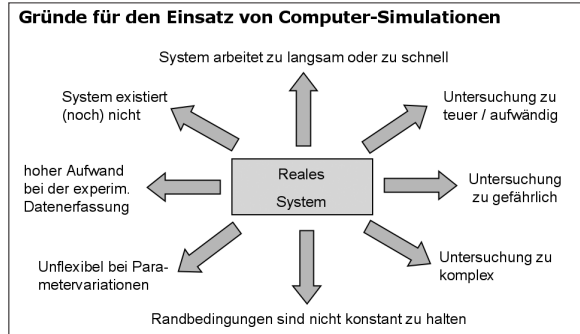 Gründe für den Einsatz von Computer-Simulationen
System arbeitet zu langsam oder zu schnell
System existiert
(noch) nicht
Untersuchung zu
teuer / aufwändig
hoher Aufwand
bei der experim.
Datenerfassung
Reales
System
Untersuchung
zu gefährlich
Unflexibel bei Para-
metervariationen
Untersuchung zu
komplex
Randbedingungen sind nicht konstant zu halten